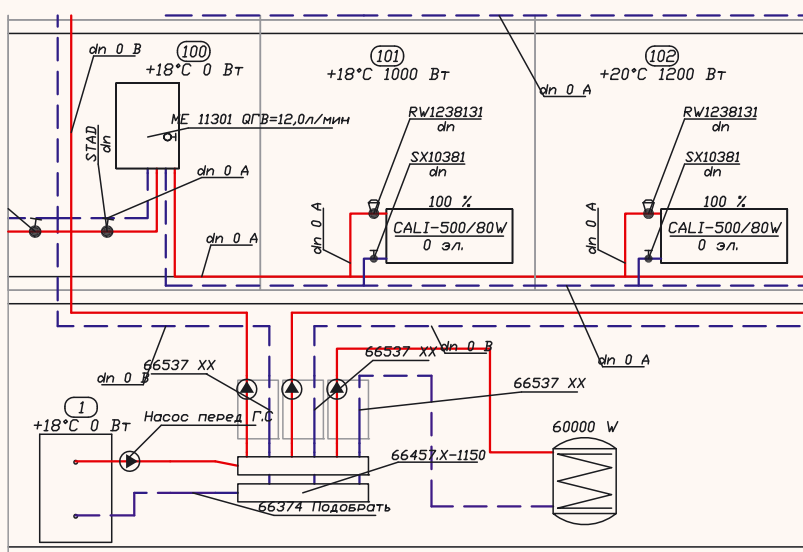 dn 0 B
100
+18°C 0 Вт
101
+18°C 1000 Вт
102
+20°C 1200 Вт
dn 0 A
ME 11301 QГВ=12,0л/мин
RW1238131
dn
RW1238131
dn
STAD
dn
SX10381
dn
SX10381
dn
dn 0 A
100 %
100 %
dn 0 A
CALI-500/80W
0 эл.
dn 0 A
CALI-500/80W
0 эл.
dn 0 A
66537 XX
66537 XX
dn 0 B
dn 0 A
dn 0 B
66537 XX
1
+18°C 0 Вт
Насос перед Г.С
60000 W
66457.X-1150
66374 Подобрать